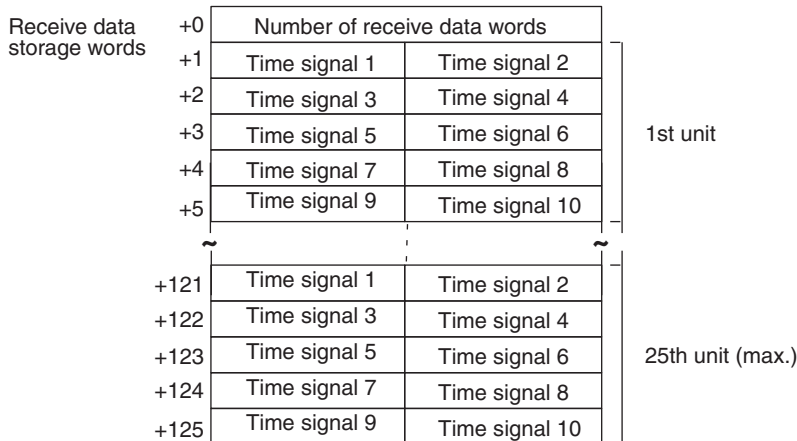 Receive data
storage words
+0 Number of receive data words
+1 Time signal 1 Time signal 2
+2 Time signal 3 Time signal 4
+3 Time signal 5 Time signal 6
1st unit
+4 Time signal 7 Time signal 8
+5 Time signal 9 Time signal 10
~ ~
+121 Time signal 1 Time signal 2
+122 Time signal 3 Time signal 4
+123 Time signal 5 Time signal 6
25th unit (max.)
+124 Time signal 7 Time signal 8
+125 Time signal 9 Time signal 10